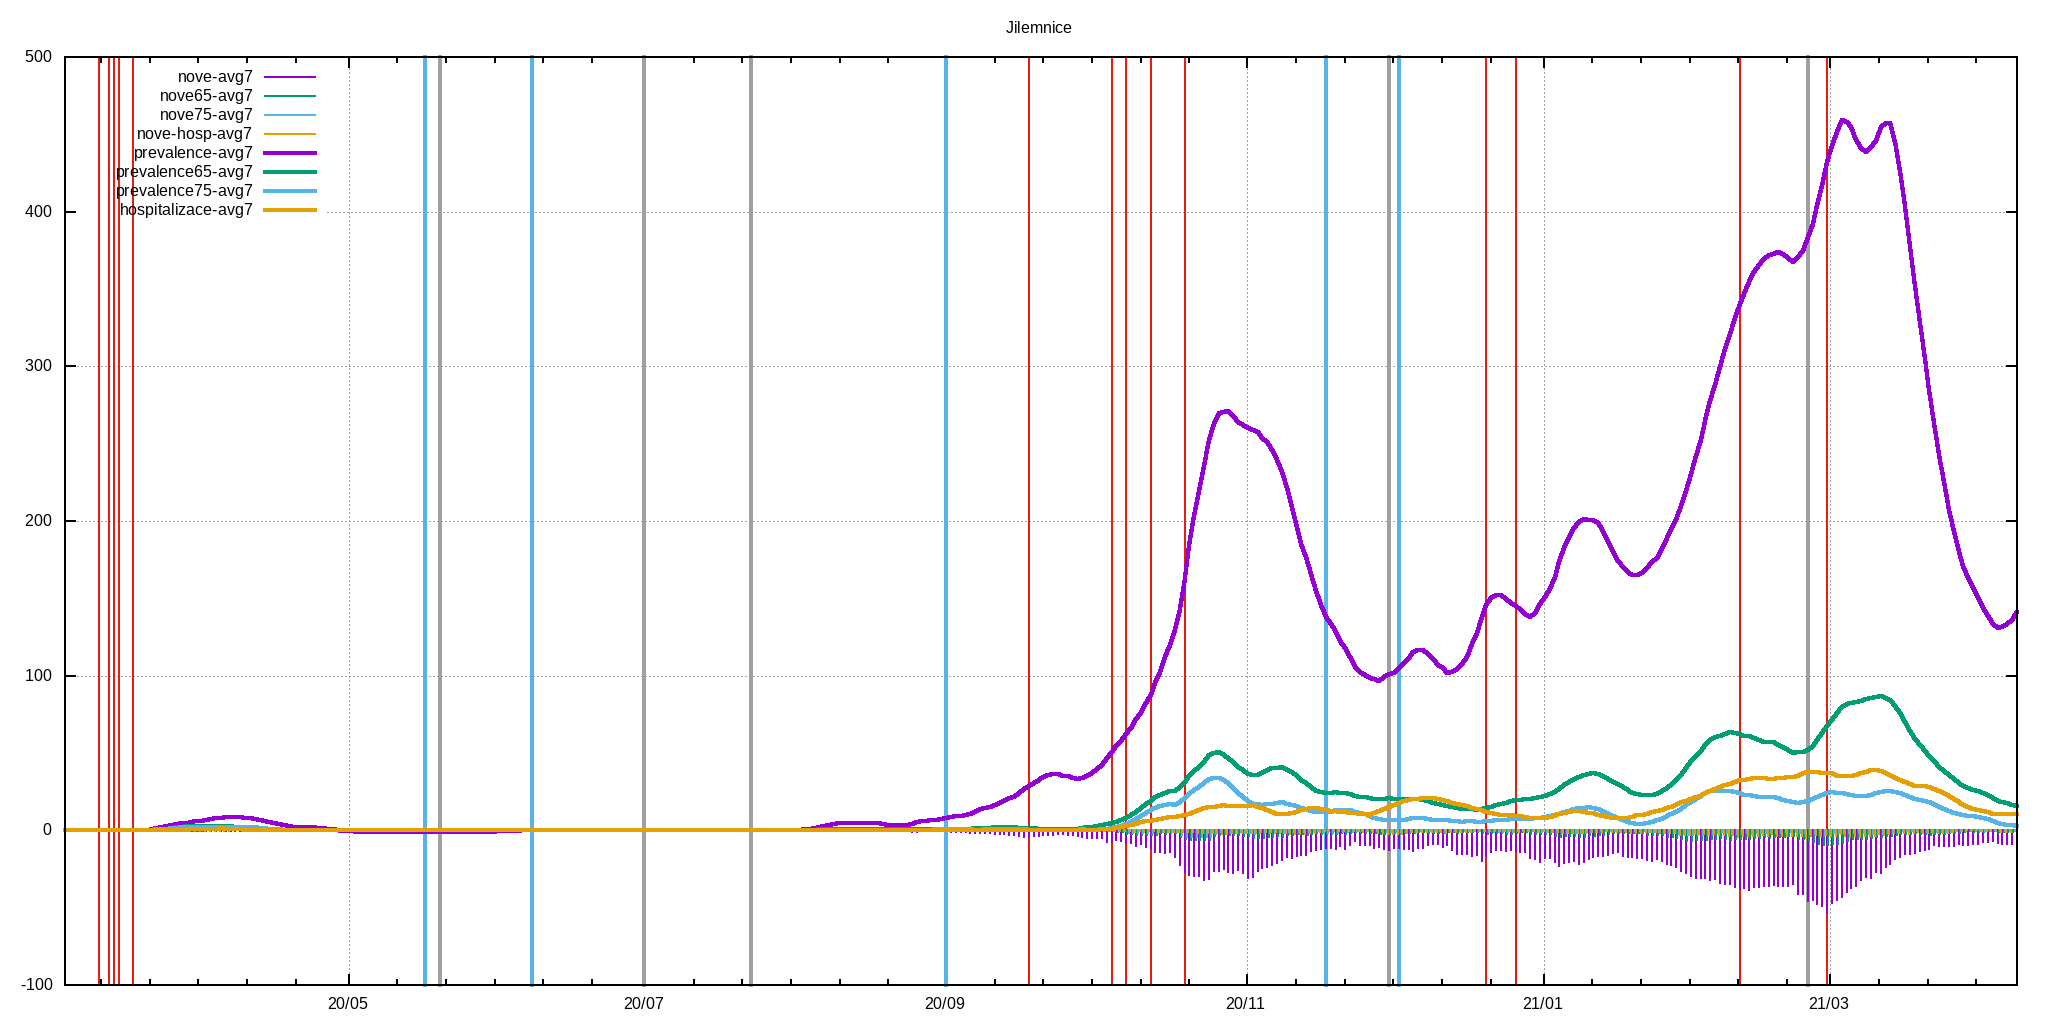 Jilemnice
500
400
300
200
100
0
-100
nove-avg7
nove65-avg7
nove75-avg7
nove-hosp-avg7
prevalence-avg7
prevalence65-avg7
prevalence75-avg7
hospitalizace-avg7
20/05
20/07
20/09
20/11
21/01
21/03